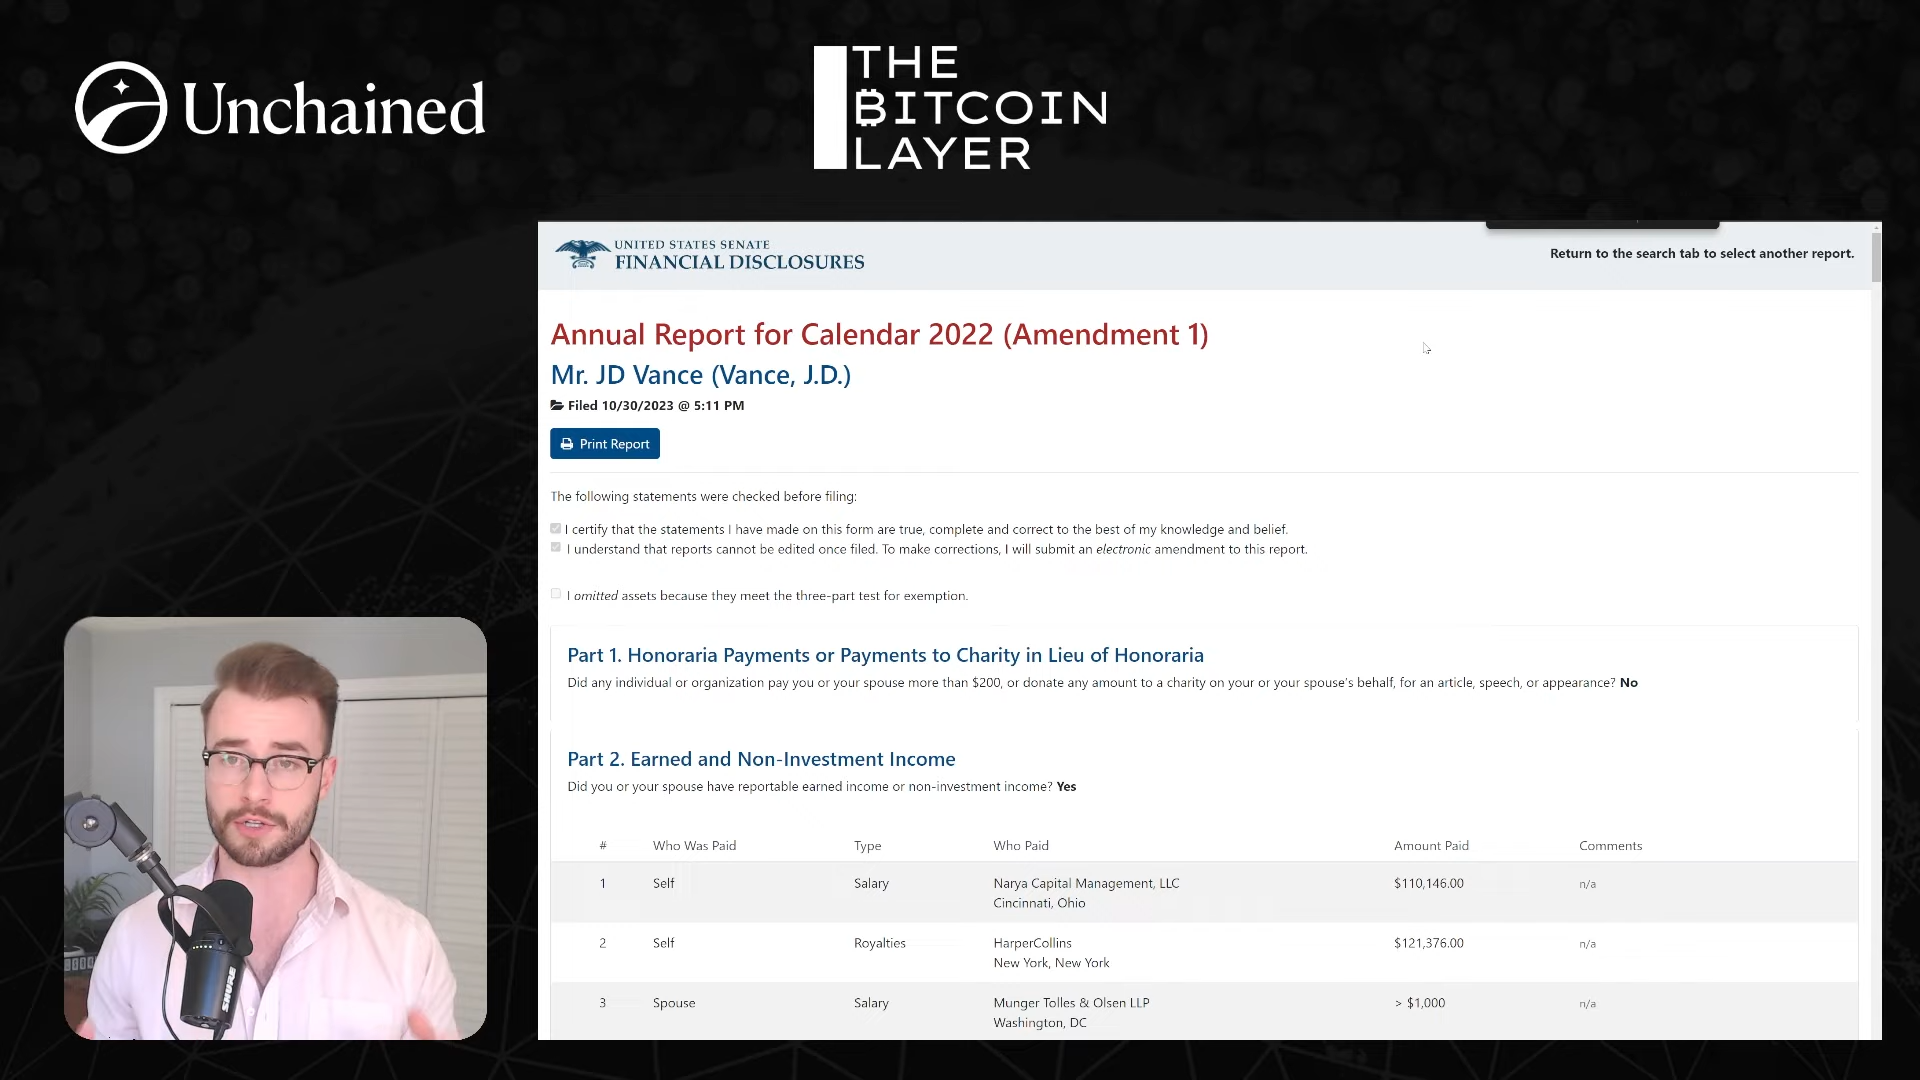 Unchained
THE
BITCOIN
LAYER
UNITED STATES SENATE
FINANCIAL DISCLOSURES
Return to the search tab to select another report.
Annual Report for Calendar 2022 (Amendment 1)
Mr. JD Vance (Vance, J.D.)
Filed 10/30/2023 @ 5:11 PM
Print Report
The following statements were checked before filing:
I certify that the statements I have made on this form are true, complete and correct to the best of my knowledge and belief.
I understand that reports cannot be edited once filed. To make corrections, I will submit an electronic amendment to this report.
I omitted assets because they meet the three-part test for exemption.
Part 1. Honoraria Payments or Payments to Charity in Lieu of Honoraria
Did any individual or organization pay you or your spouse more than $200, or donate any amount to a charity on your or your spouse's behalf, for an article, speech, or appearance? No
Part 2. Earned and Non-Investment Income
Did you or your spouse have reportable earned income or non-investment income? Yes
# Who Was Paid Type Who Paid Amount Paid Comments
1 Self Salary Narya Capital Management, LLC $110,146.00 n/a
Cincinnati, Ohio
2 Self Royalties HarperCollins $121,376.00 n/a
New York, New York
3 Spouse Salary Munger Tolles & Olsen LLP > $1,000 n/a
Washington, DC
SHURE